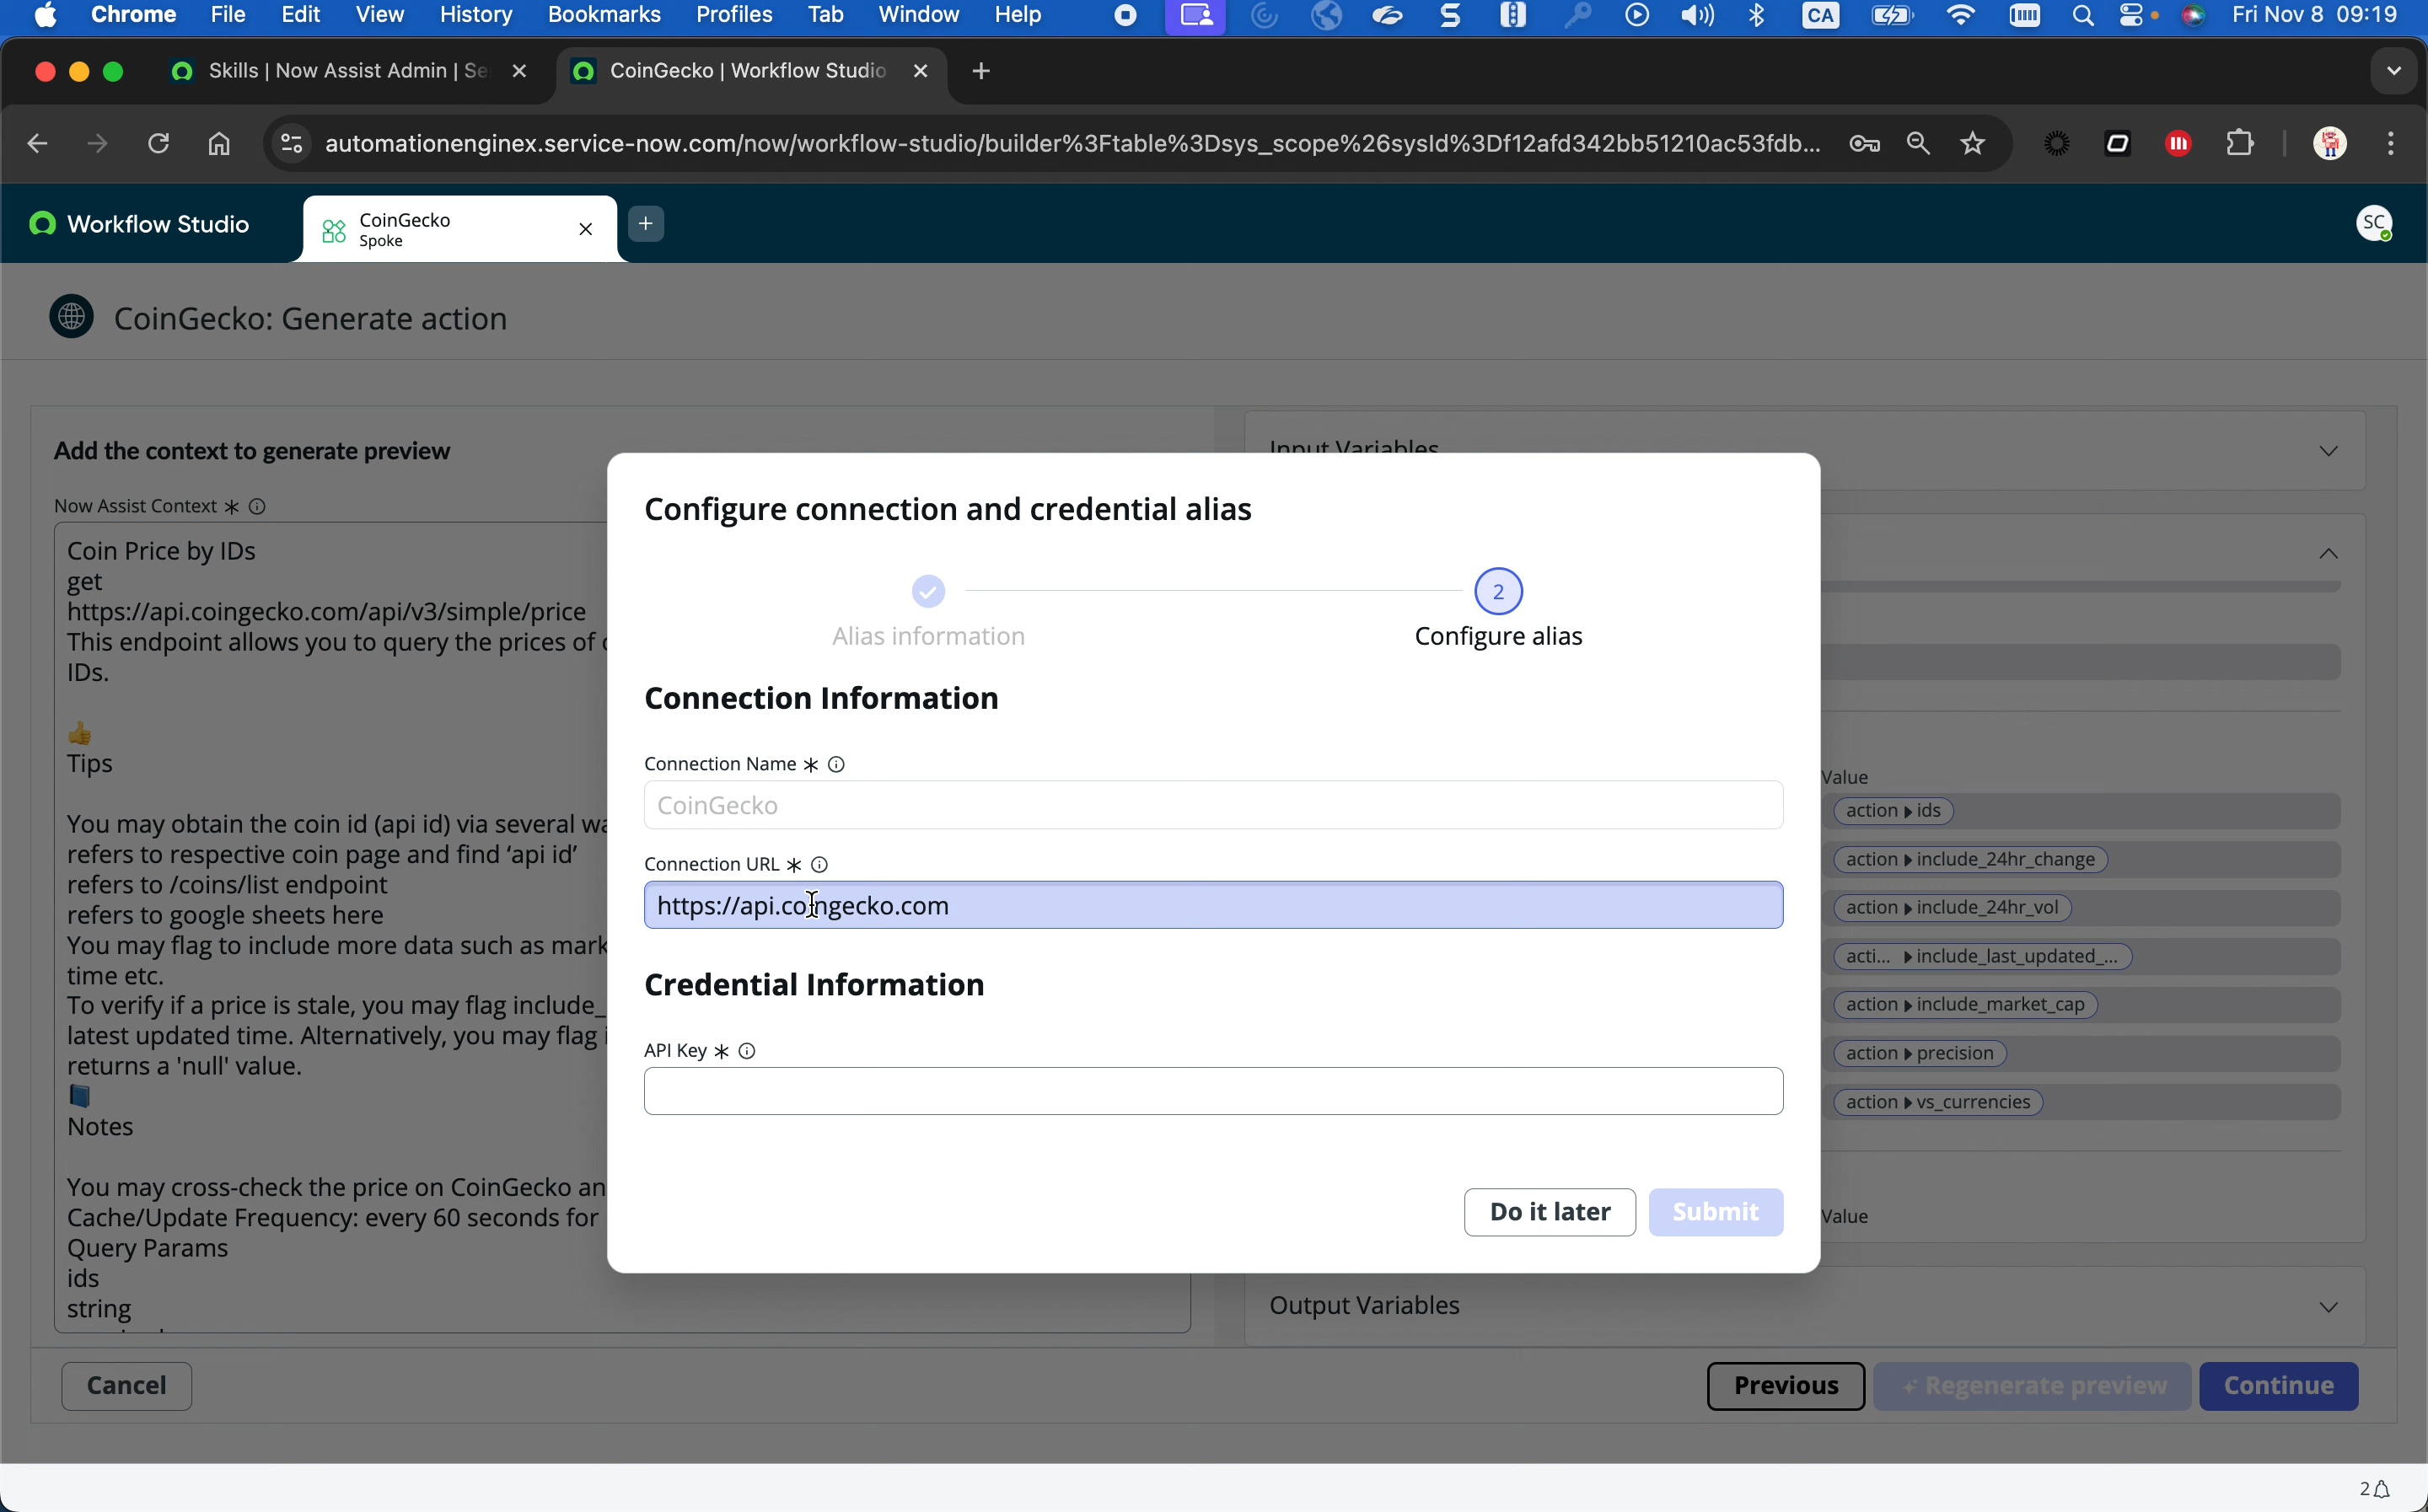 Chrome File Edit View History Bookmarks Profiles Tab Window Help CA Fri Nov 8 09:19
Skills | Now Assist Admin | Se
CoinGecko | Workflow Studio
automationenginex.service-now.com/now/workflow-studio/builder%3Ftable%3Dsys_scope%26sysId%3Df12afd342bb51210ac53fdb...
Workflow Studio
CoinGecko
Spoke
SC
CoinGecko: Generate action
Add the context to generate preview
Now Assist Context *
Coin Price by IDs
get
https://api.coingecko.com/api/v3/simple/price
This endpoint allows you to query the prices of
IDs.
👍
Tips
You may obtain the coin id (api id) via several
refers to respective coin page and find ‘api id’
refers to /coins/list endpoint
refers to google sheets here
You may flag to include more data such as mark
time etc.
To verify if a price is stale, you may flag include_
latest updated time. Alternatively, you may flag
returns a 'null' value.
📘
Notes
You may cross-check the price on CoinGecko an
Cache/Update Frequency: every 60 seconds for
Query Params
ids
string
Configure connection and credential alias
2
Alias information
Configure alias
Connection Information
Connection Name *
CoinGecko
Connection URL *
https://api.coingecko.com
Credential Information
API Key *
Do it later
Submit
Input Variables
Value
action ▸ ids
action ▸ include_24hr_change
action ▸ include_24hr_vol
acti... ▸ include_last_updated_...
action ▸ include_market_cap
action ▸ precision
action ▸ vs_currencies
Value
Output Variables
Cancel
Previous
Regenerate preview
Continue
2